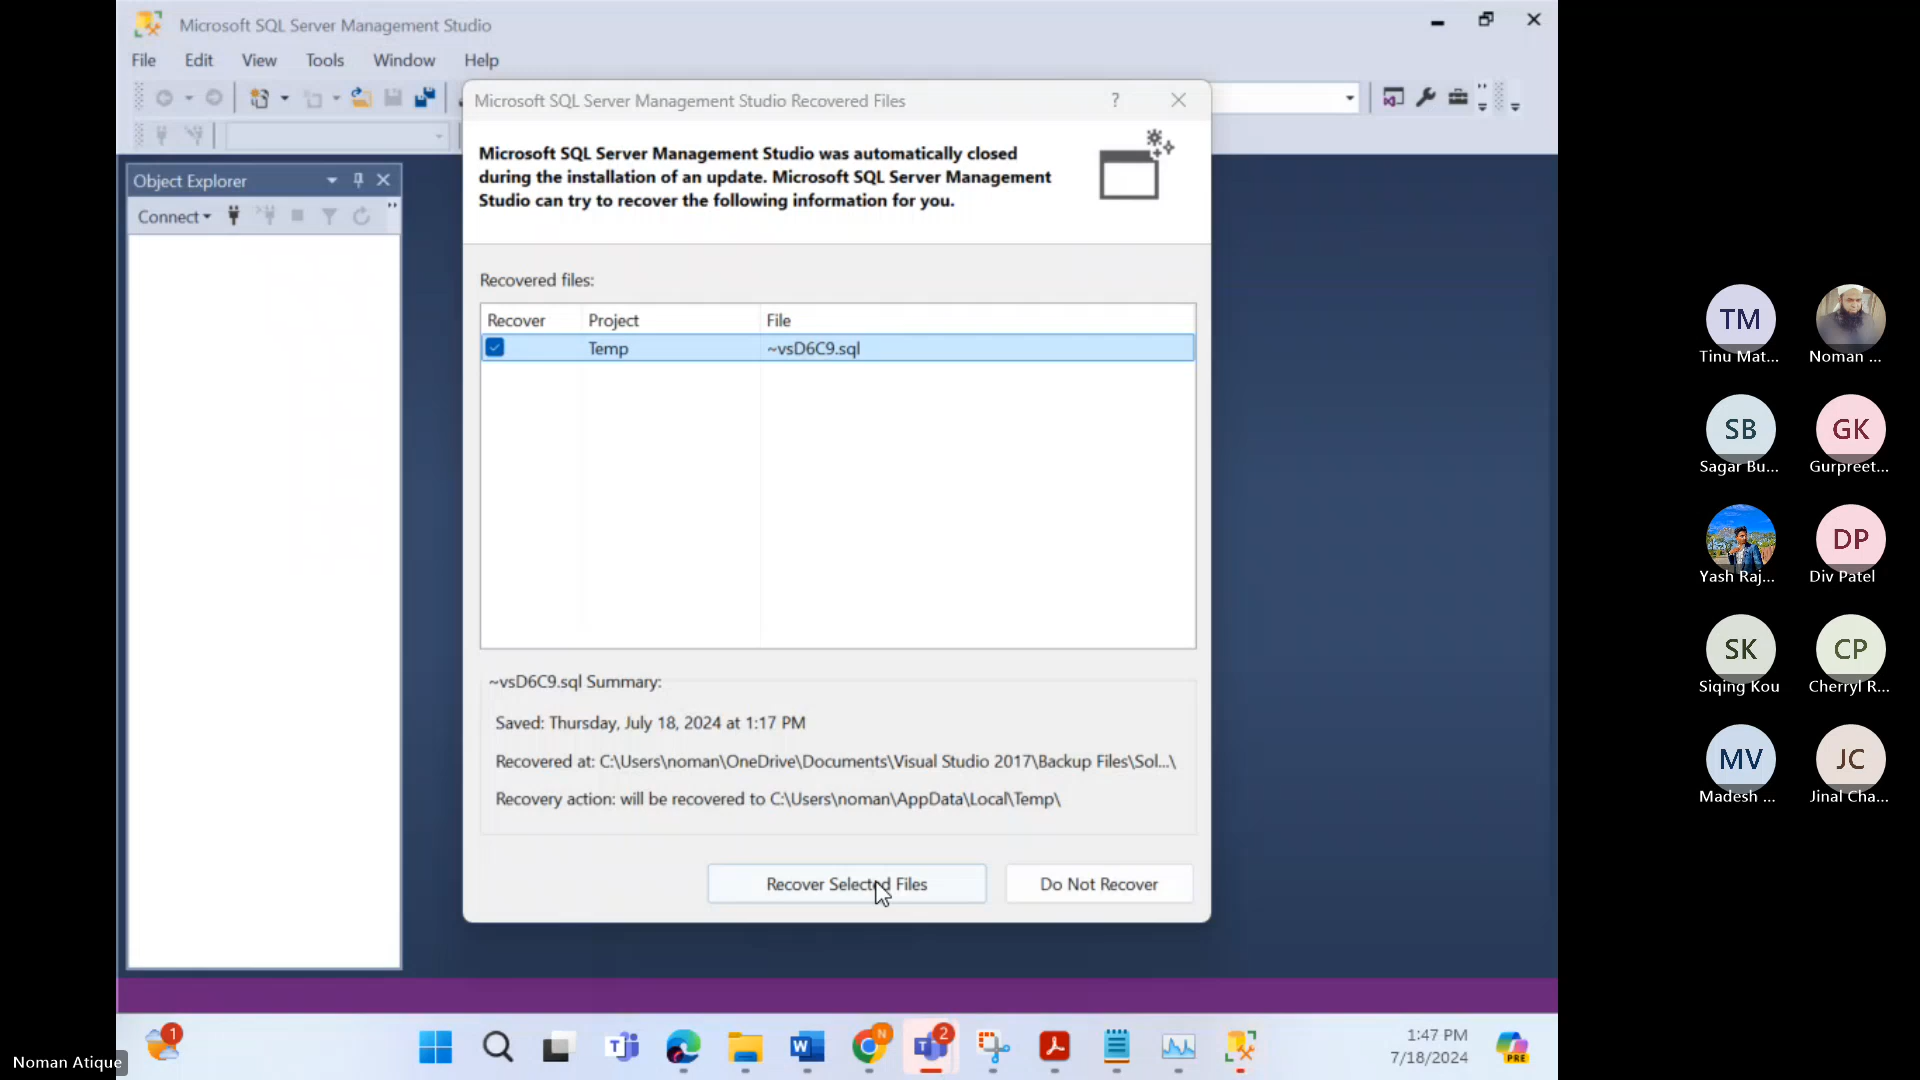 Microsoft SQL Server Management Studio
File Edit View Tools Window Help
Microsoft SQL Server Management Studio Recovered Files
?
Object Explorer
Connect
Microsoft SQL Server Management Studio was automatically closed
during the installation of an update. Microsoft SQL Server Management
Studio can try to recover the following information for you.
Recovered files:
Recover Project File
Temp ~vsD6C9.sql
~vsD6C9.sql Summary:
Saved: Thursday, July 18, 2024 at 1:17 PM
Recovered at: C:\Users\noman\OneDrive\Documents\Visual Studio 2017\Backup Files\Sol...\
Recovery action: will be recovered to C:\Users\noman\AppData\Local\Temp\
Recover Selected Files Do Not Recover
TM
Tinu Mat... Noman ...
SB GK
Sagar Bu... Gurpreet...
DP
Yash Raj... Div Patel
SK CP
Siqing Kou Cherryl R...
MV JC
Madesh ... Jinal Cha...
1
W
N
2
1:47 PM
7/18/2024
PRE
Noman Atique